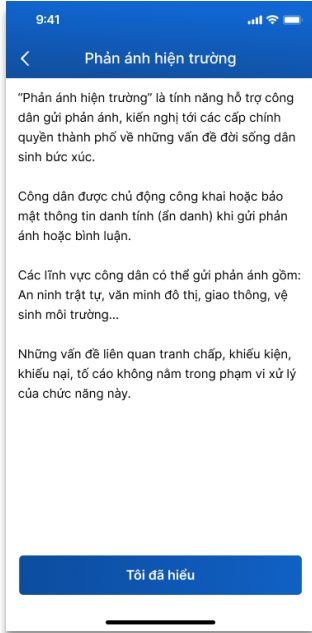 9:41
Phản ánh hiện trường
“Phản ánh hiện trường” là tính năng hỗ trợ công
dân gửi phản ánh, kiến nghị tới các cấp chính
quyền thành phố về những vấn đề đời sống dân
sinh bức xúc.
Công dân được chủ động công khai hoặc bảo
mật thông tin danh tính (ẩn danh) khi gửi phản
ánh hoặc bình luận.
Các lĩnh vực công dân có thể gửi phản ánh gồm:
An ninh trật tự, văn minh đô thị, giao thông, vệ
sinh môi trường...
Những vấn đề liên quan tranh chấp, khiếu kiện,
khiếu nại, tố cáo không nằm trong phạm vi xử lý
của chức năng này.
Tôi đã hiểu